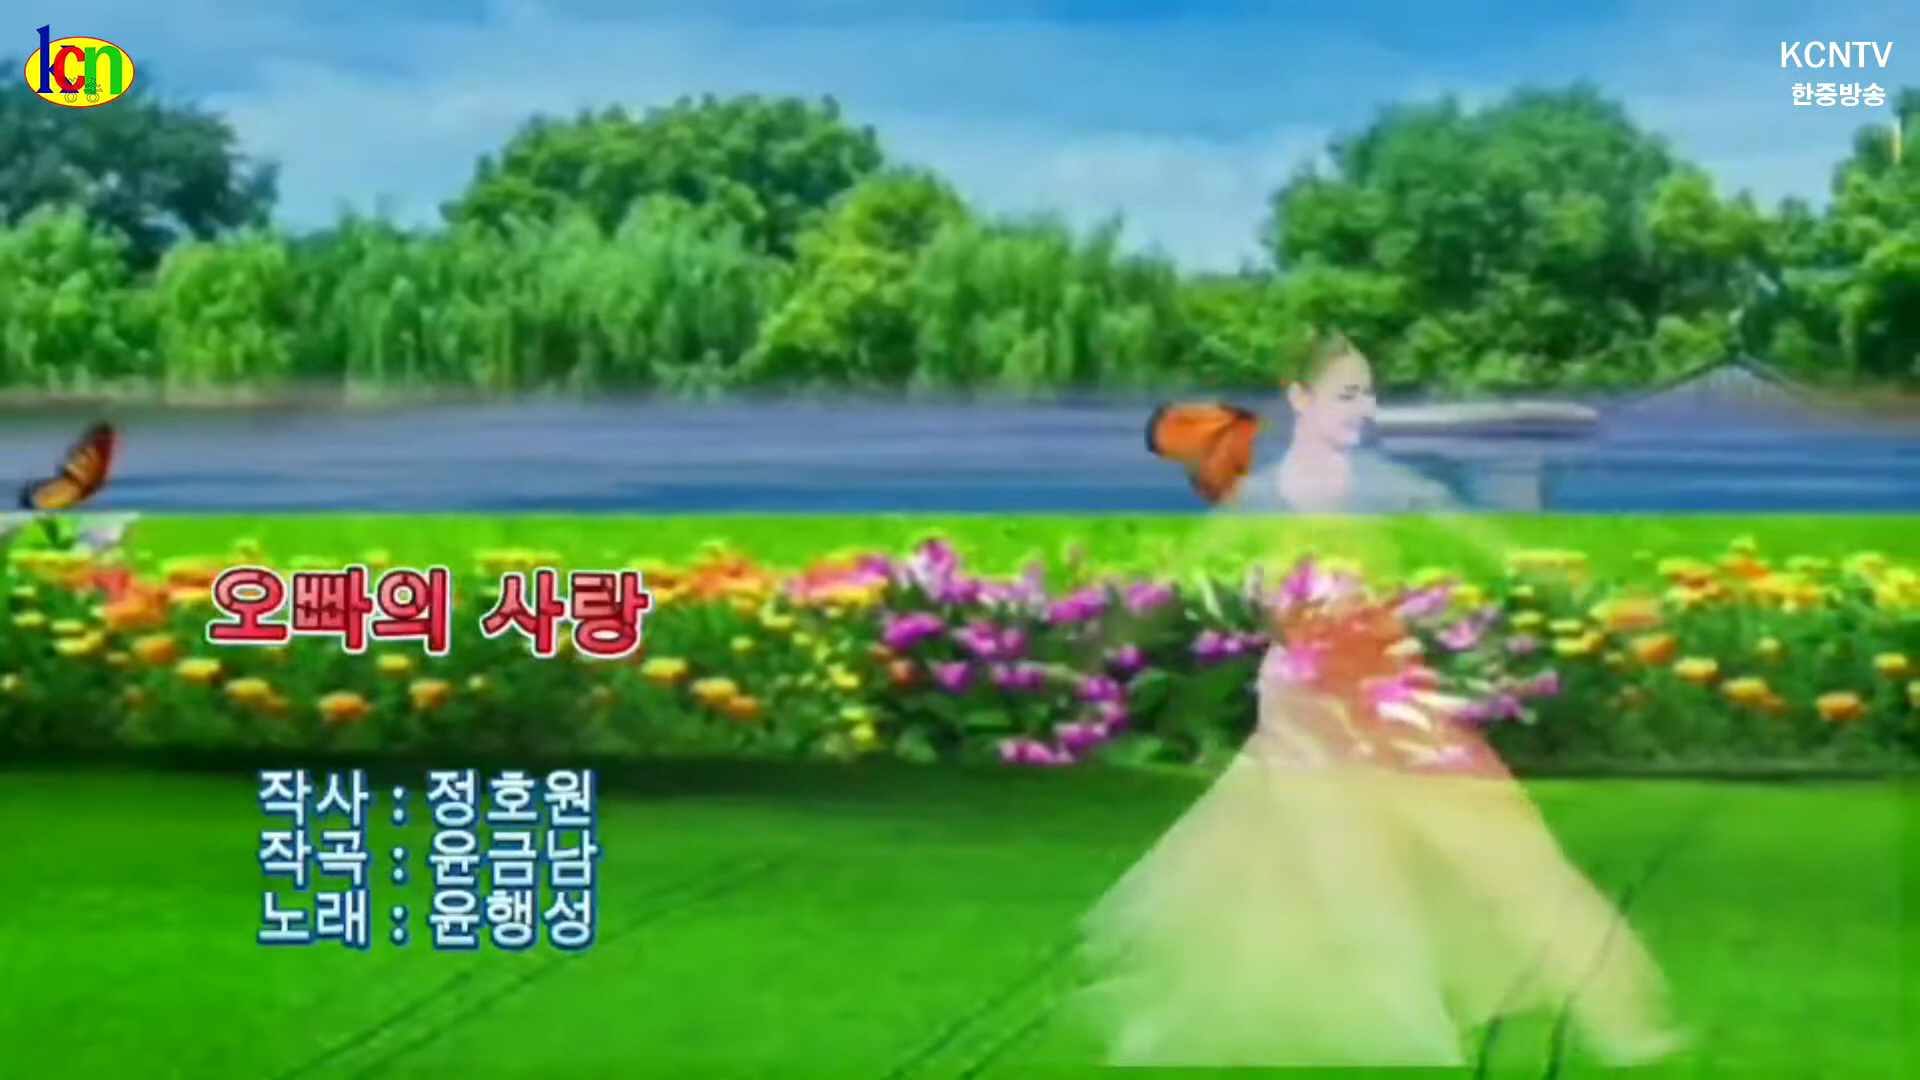 kcn
KCNTV
한중방송
오빠의 사랑
작사 : 정호원
작곡 : 윤금남
노래 : 윤행성